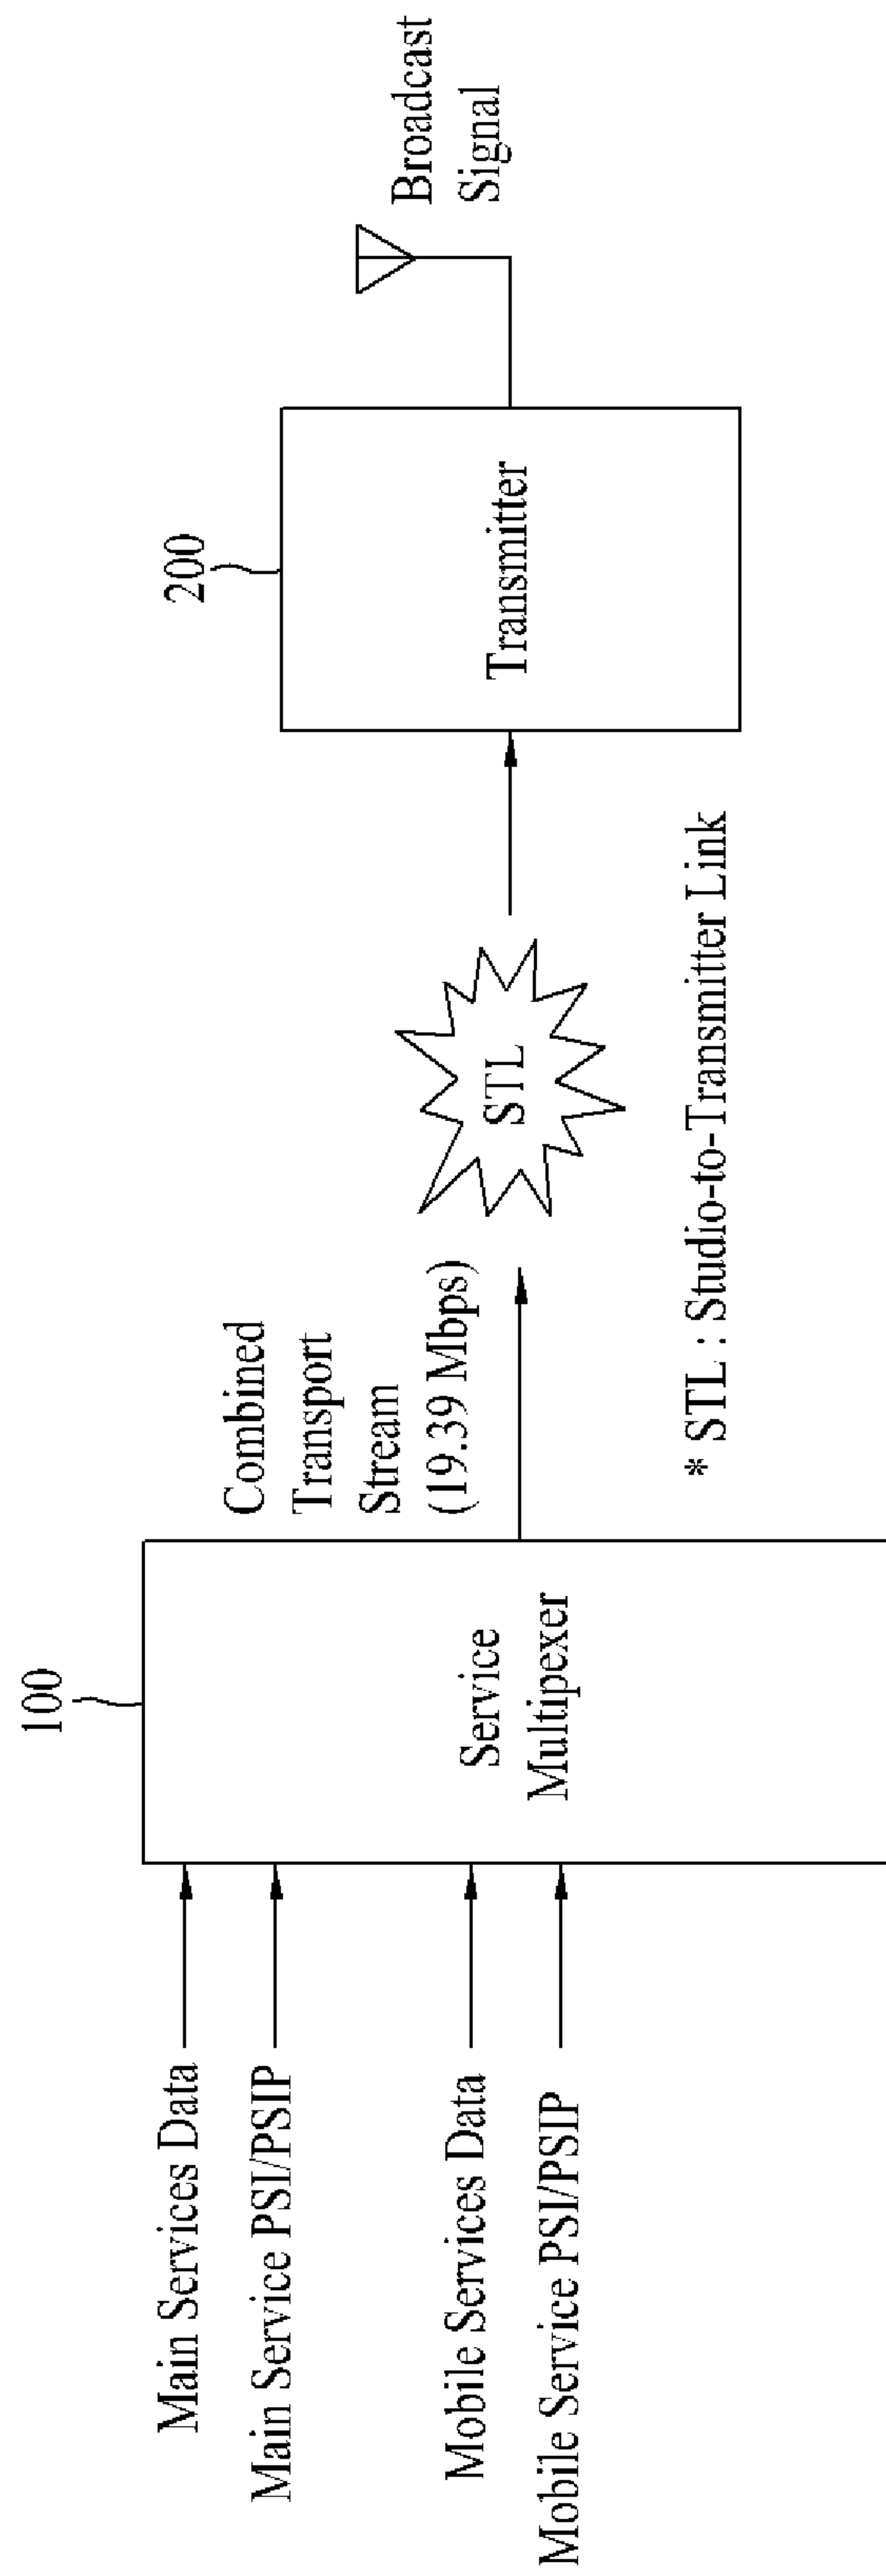 Main Services Data
Main Service PSI/PSIP
Mobile Services Data
Mobile Service PSI/PSIP
100
Service
Multipexer
Combined
Transport
Stream
(19.39 Mbps)
STL
200
Transmitter
Broadcast
Signal
* STL : Studio-to-Transmitter Link